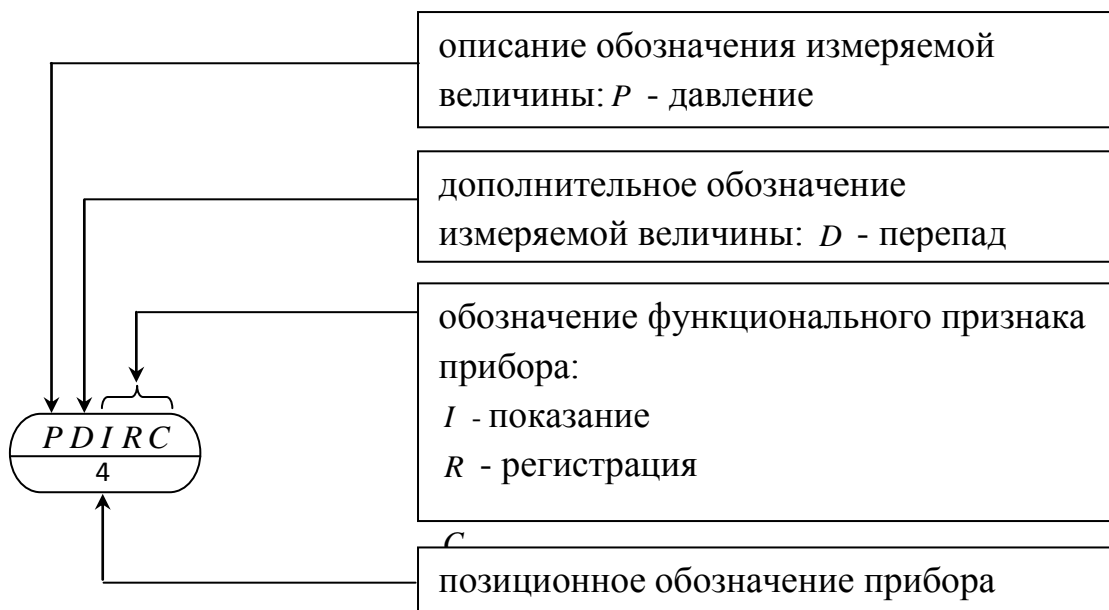 описание обозначения измеряемой
величины: P - давление
дополнительное обозначение
измеряемой величины: D - перепад
обозначение функционального признака
прибора:
I - показание
R - регистрация
C
позиционное обозначение прибора
PDIRC
4